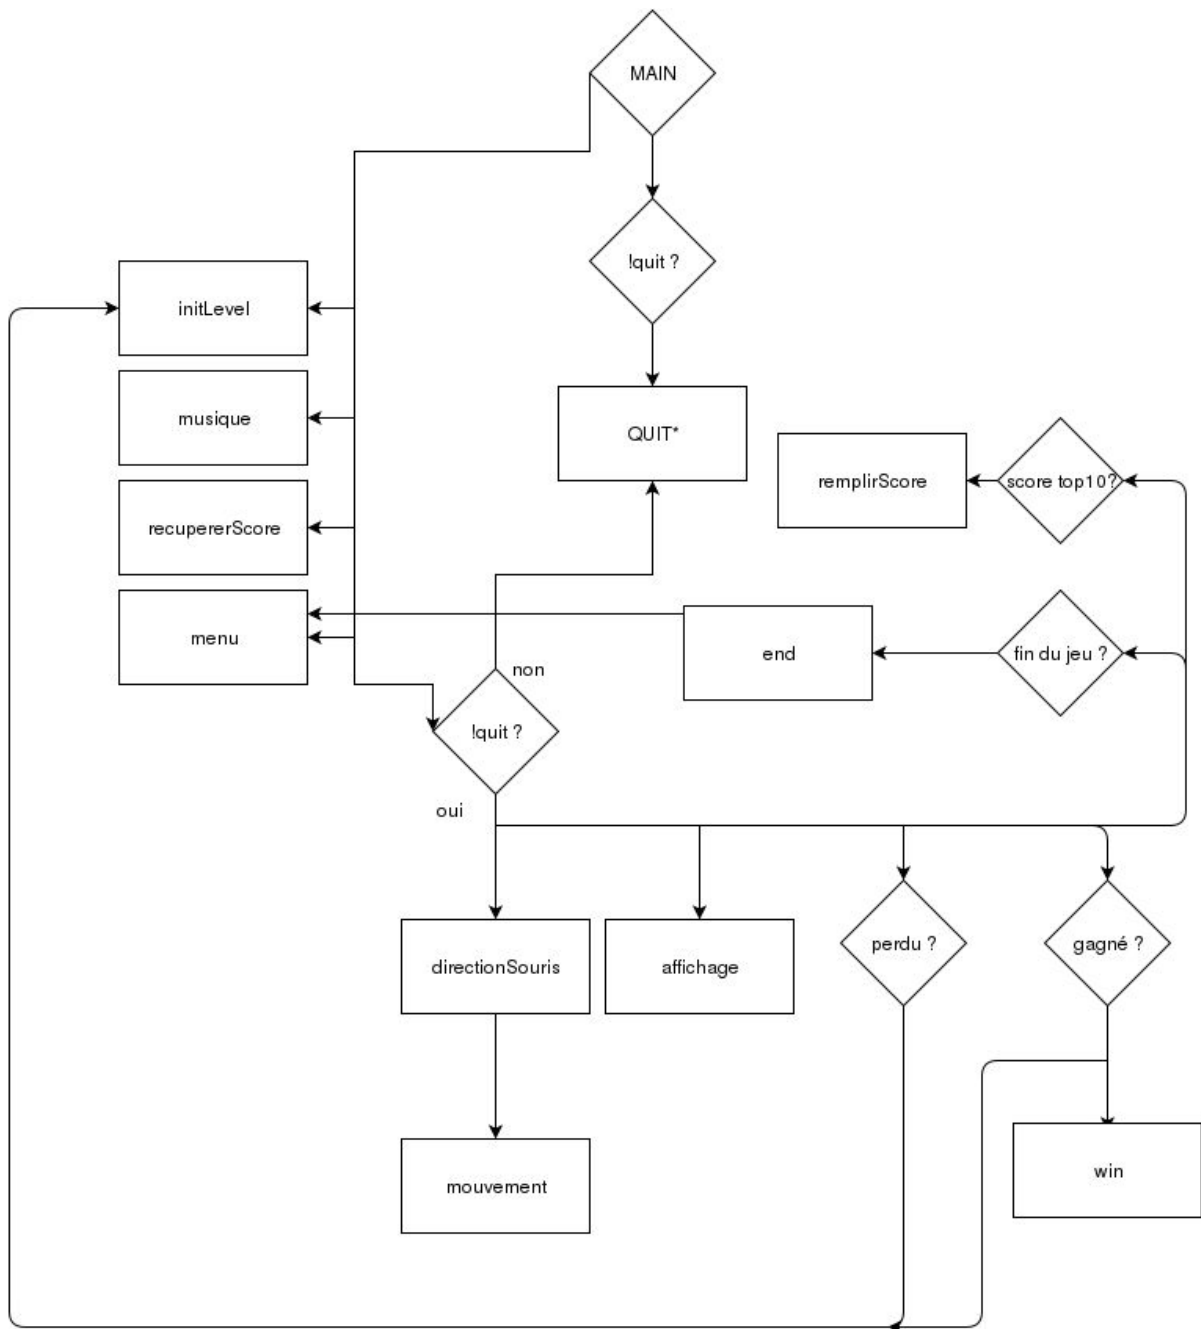 MAIN
!quit ?
initLevel
musique
QUIT*
remplirScore
score top10?
recupererScore
menu
end
fin du jeu ?
non
!quit ?
oui
directionSouris
affichage
perdu ?
gagné ?
mouvement
win